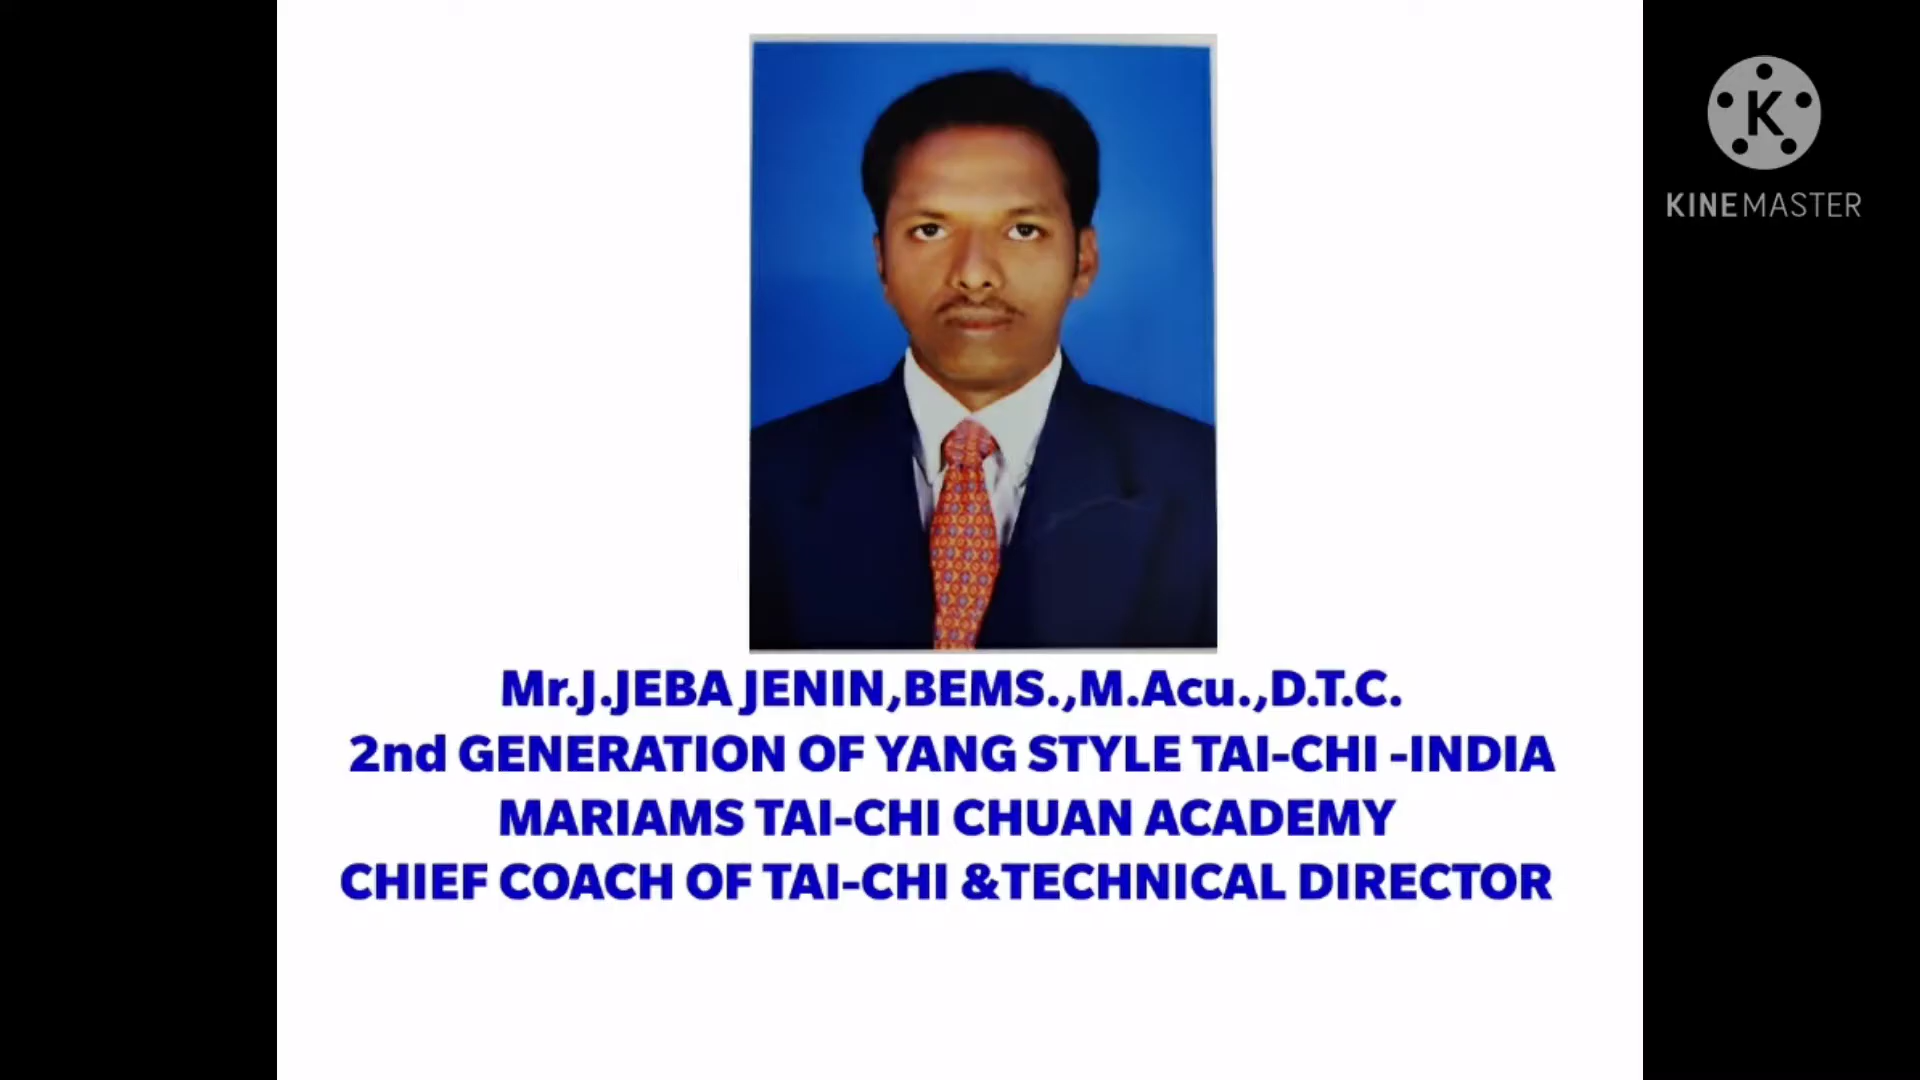 K
KINEMASTER
Mr.J.JEBA JENIN,BEMS.,M.Acu.,D.T.C.
2nd GENERATION OF YANG STYLE TAI-CHI -INDIA
MARIAMS TAI-CHI CHUAN ACADEMY
CHIEF COACH OF TAI-CHI &TECHNICAL DIRECTOR